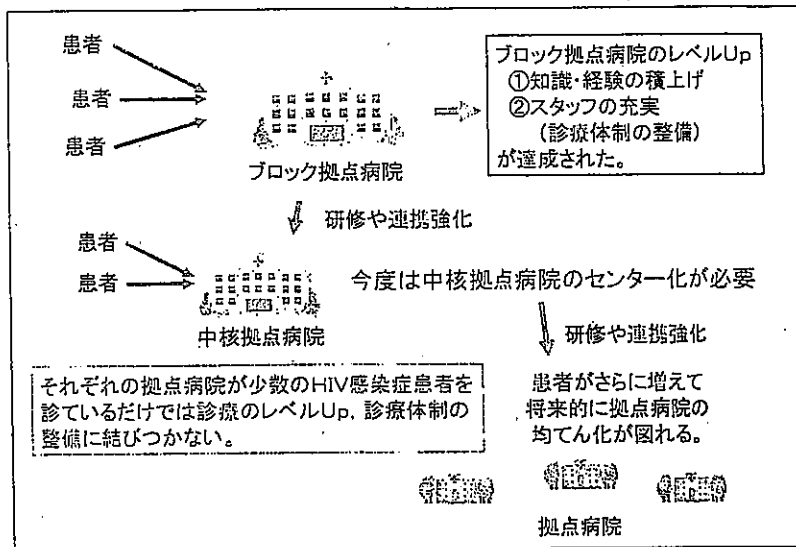 患者
患者
患者
ブロック拠点病院
ブロック拠点病院のレベルUp
①知識・経験の積上げ
②スタッフの充実
(診療体制の整備)
が達成された。
研修や連携強化
患者
患者
中核拠点病院
今度は中核拠点病院のセンター化が必要
研修や連携強化
それぞれの拠点病院が少数のHIV感染症患者を
診ているだけでは診療のレベルUp, 診療体制の
整備に結びつかない。
患者がさらに増えて
将来的に拠点病院の
均てん化が図れる。
拠点病院